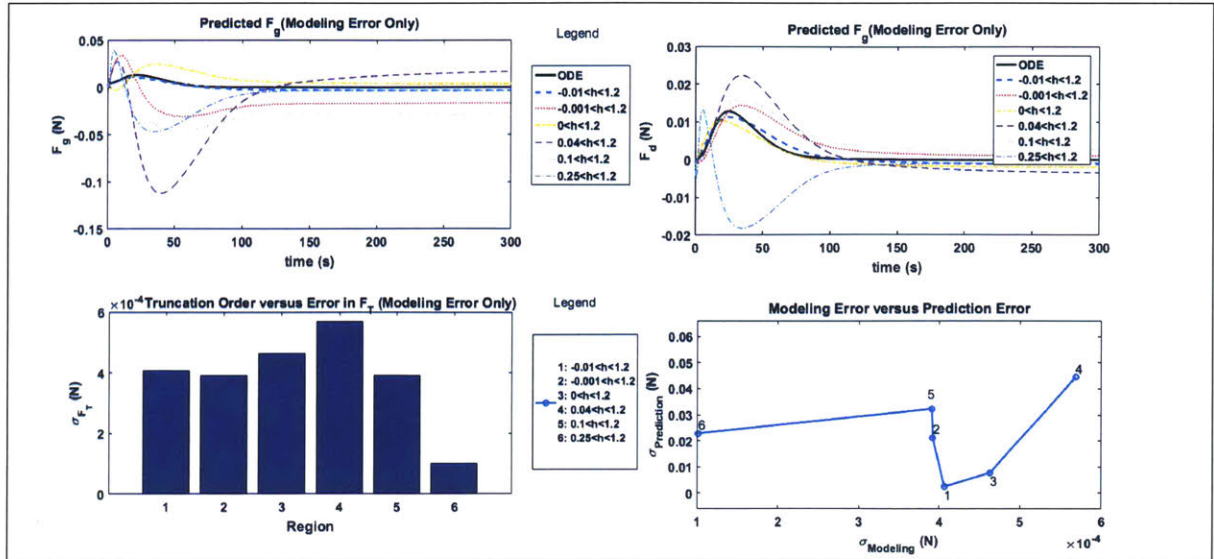 Predicted F_g(Modeling Error Only)
0.05
0
-0.05
-0.1
-0.15
F_g (N)
0 50 100 150 200 250 300
time (s)
Legend
ODE
-0.01<h<1.2
-0.001<h<1.2
0<h<1.2
0.04<h<1.2
0.1<h<1.2
0.25<h<1.2
Predicted F_g(Modeling Error Only)
0.03
0.02
0.01
0
-0.01
-0.02
F_d (N)
0 50 100 150 200 250 300
time (s)
ODE
-0.01<h<1.2
-0.001<h<1.2
0<h<1.2
0.04<h<1.2
0.1<h<1.2
0.25<h<1.2
×10^-4 Truncation Order versus Error in F_T (Modeling Error Only)
6
4
2
0
σ_F_T (N)
1 2 3 4 5 6
Region
Legend
1: -0.01<h<1.2
2: -0.001<h<1.2
3: 0<h<1.2
4: 0.04<h<1.2
5: 0.1<h<1.2
6: 0.25<h<1.2
Modeling Error versus Prediction Error
0.06
0.05
0.04
0.03
0.02
0.01
0
σ_Prediction (N)
6
5
2
1
3
4
1 2 3 4 5 6
σ_Modeling (N)
×10^-4